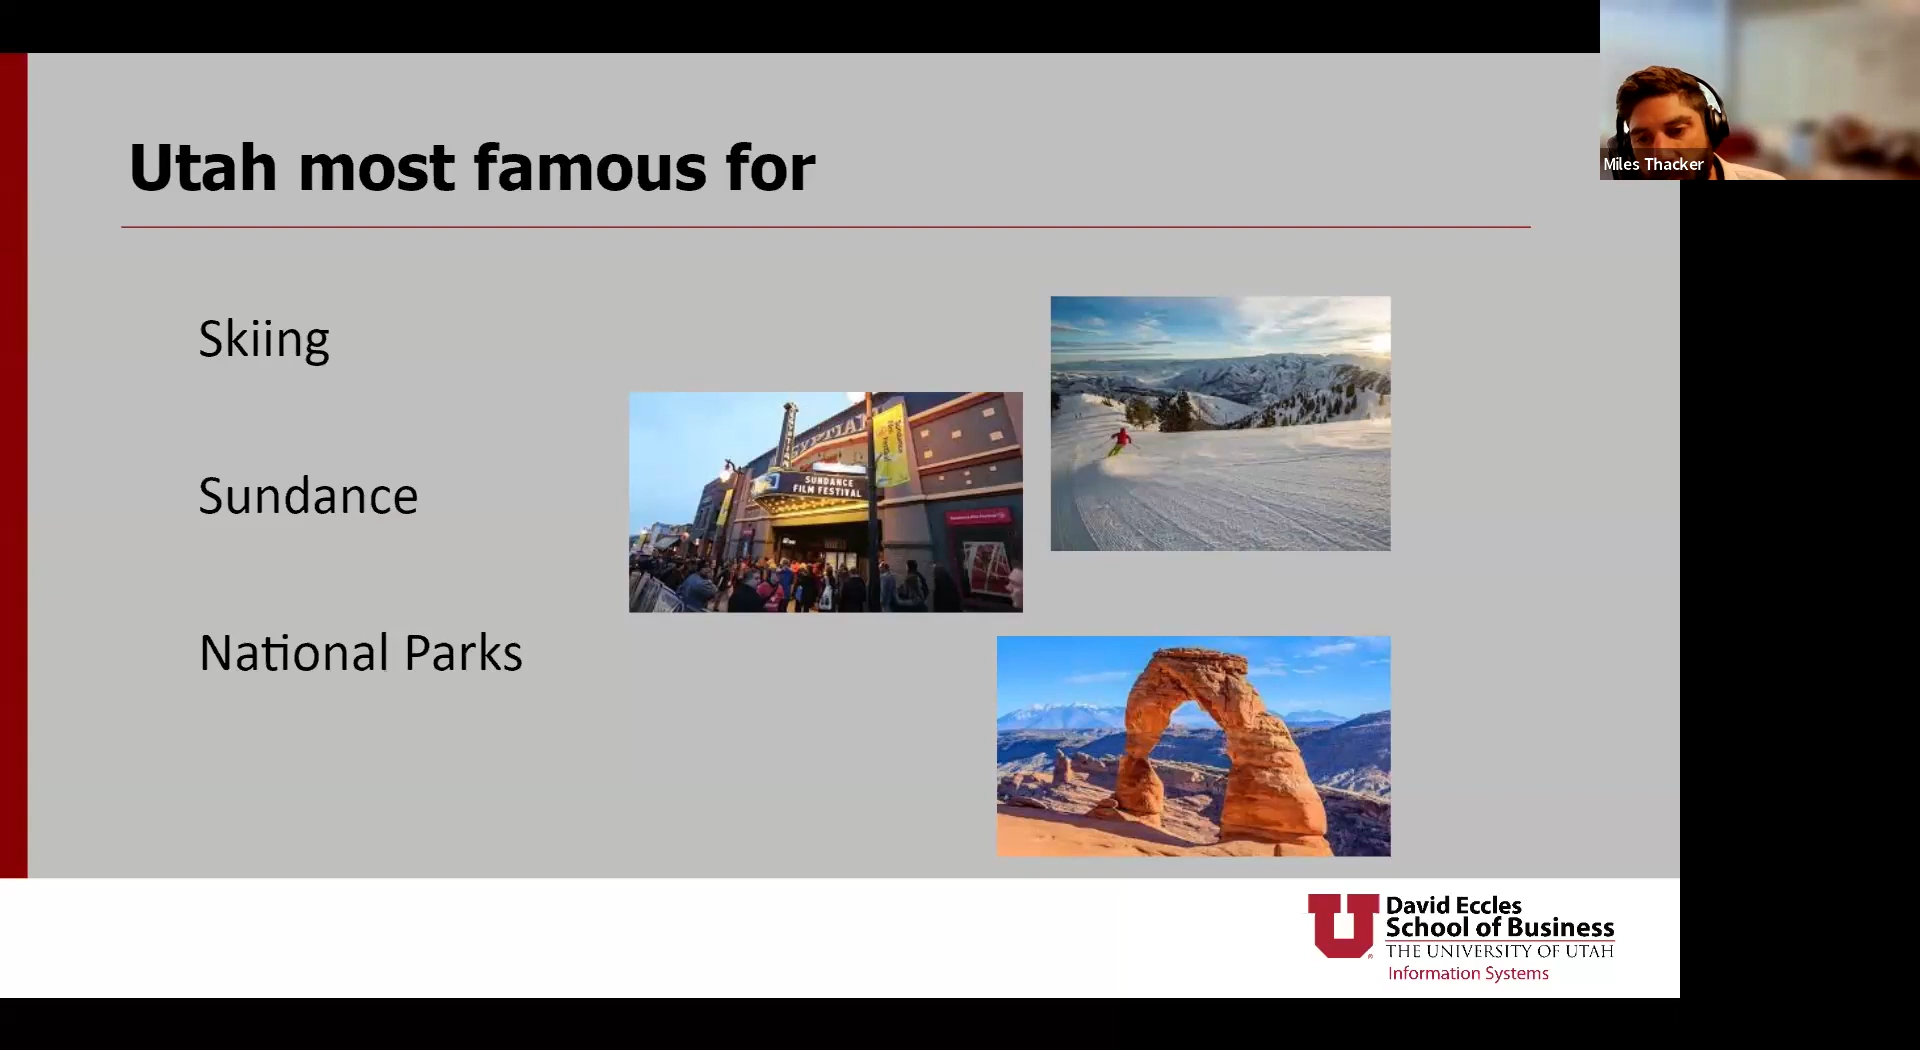 Utah most famous for
Miles Thacker
Skiing
Sundance
National Parks
EGYPTIAN
SUNDANCE
FILM FESTIVAL
David Eccles
School of Business
THE UNIVERSITY OF UTAH
Information Systems